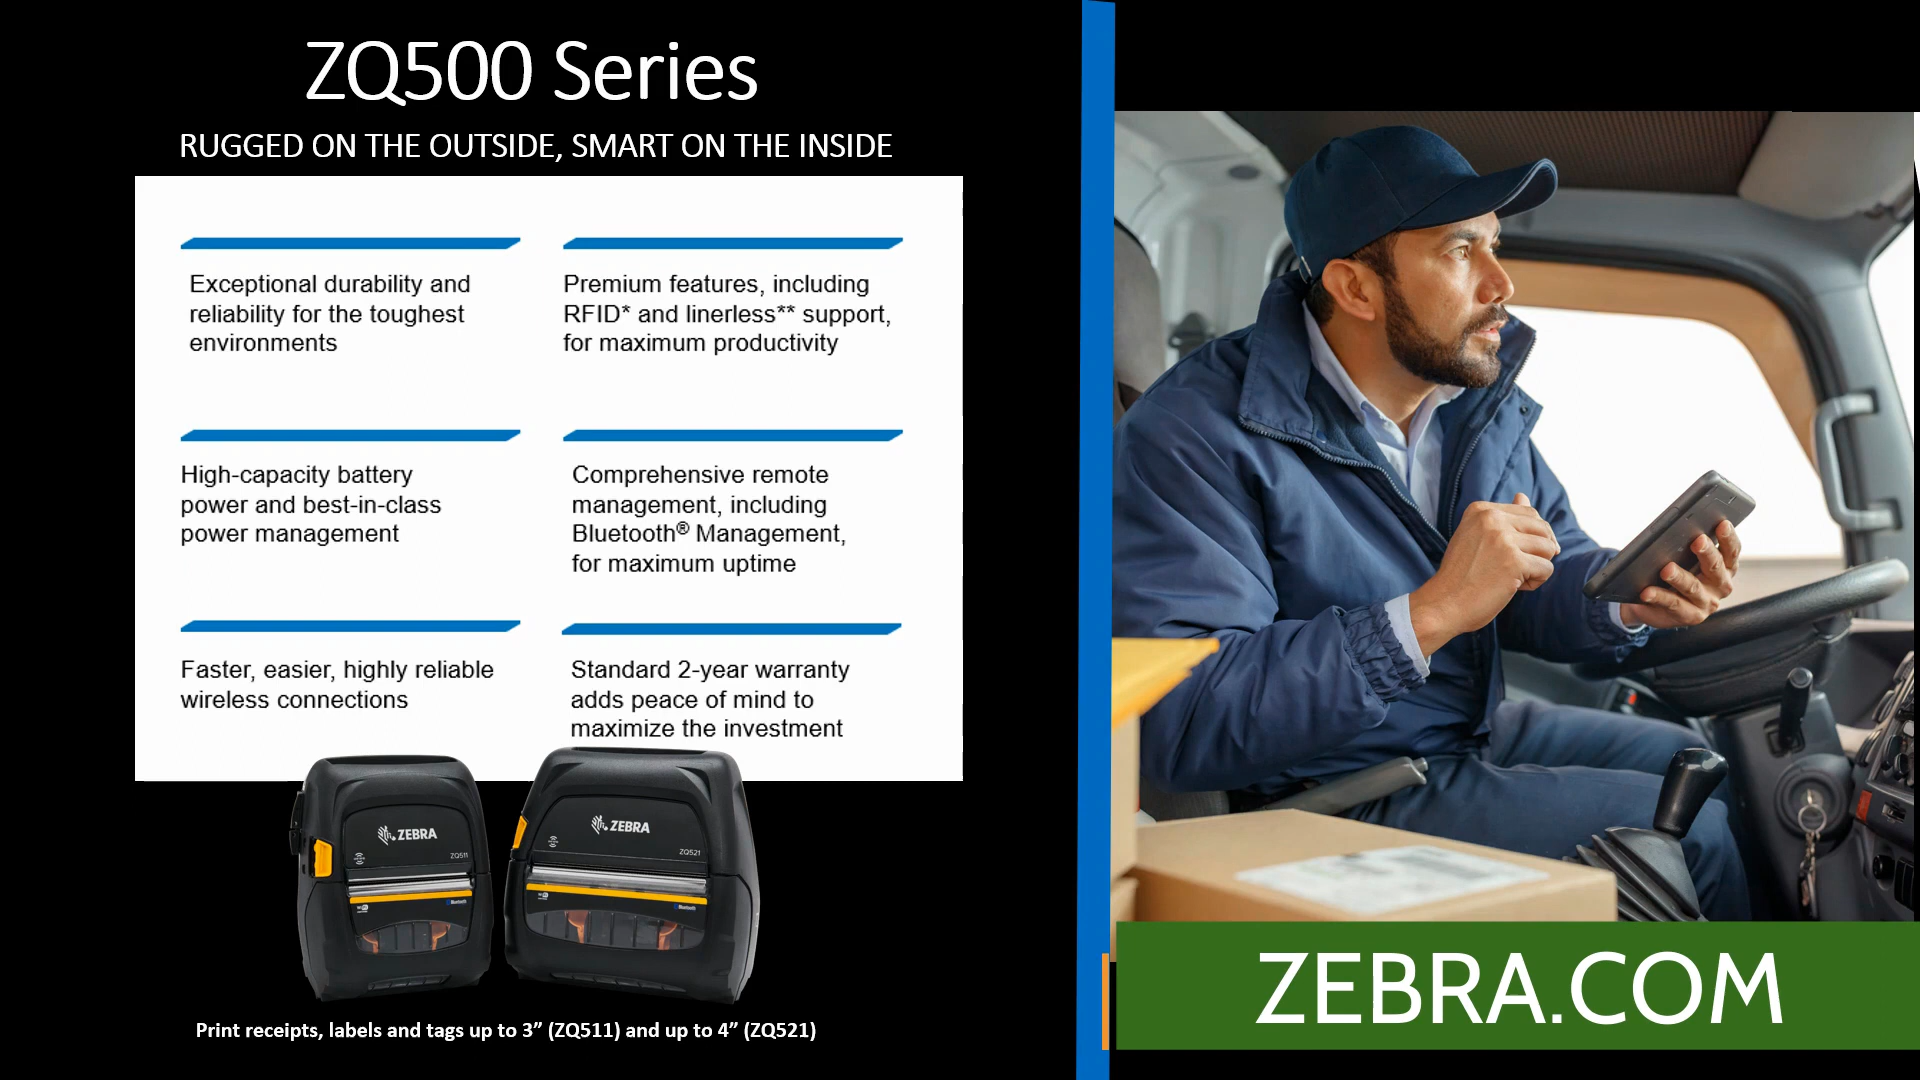 ZQ500 Series
RUGGED ON THE OUTSIDE, SMART ON THE INSIDE
Exceptional durability and
reliability for the toughest
environments
Premium features, including
RFID* and linerless** support,
for maximum productivity
High-capacity battery
power and best-in-class
power management
Comprehensive remote
management, including
Bluetooth® Management,
for maximum uptime
Faster, easier, highly reliable
wireless connections
Standard 2-year warranty
adds peace of mind to
maximize the investment
ZEBRA
ZQ511
Bluetooth
ZEBRA
ZQ521
Bluetooth
Print receipts, labels and tags up to 3” (ZQ511) and up to 4” (ZQ521)
ZEBRA.COM